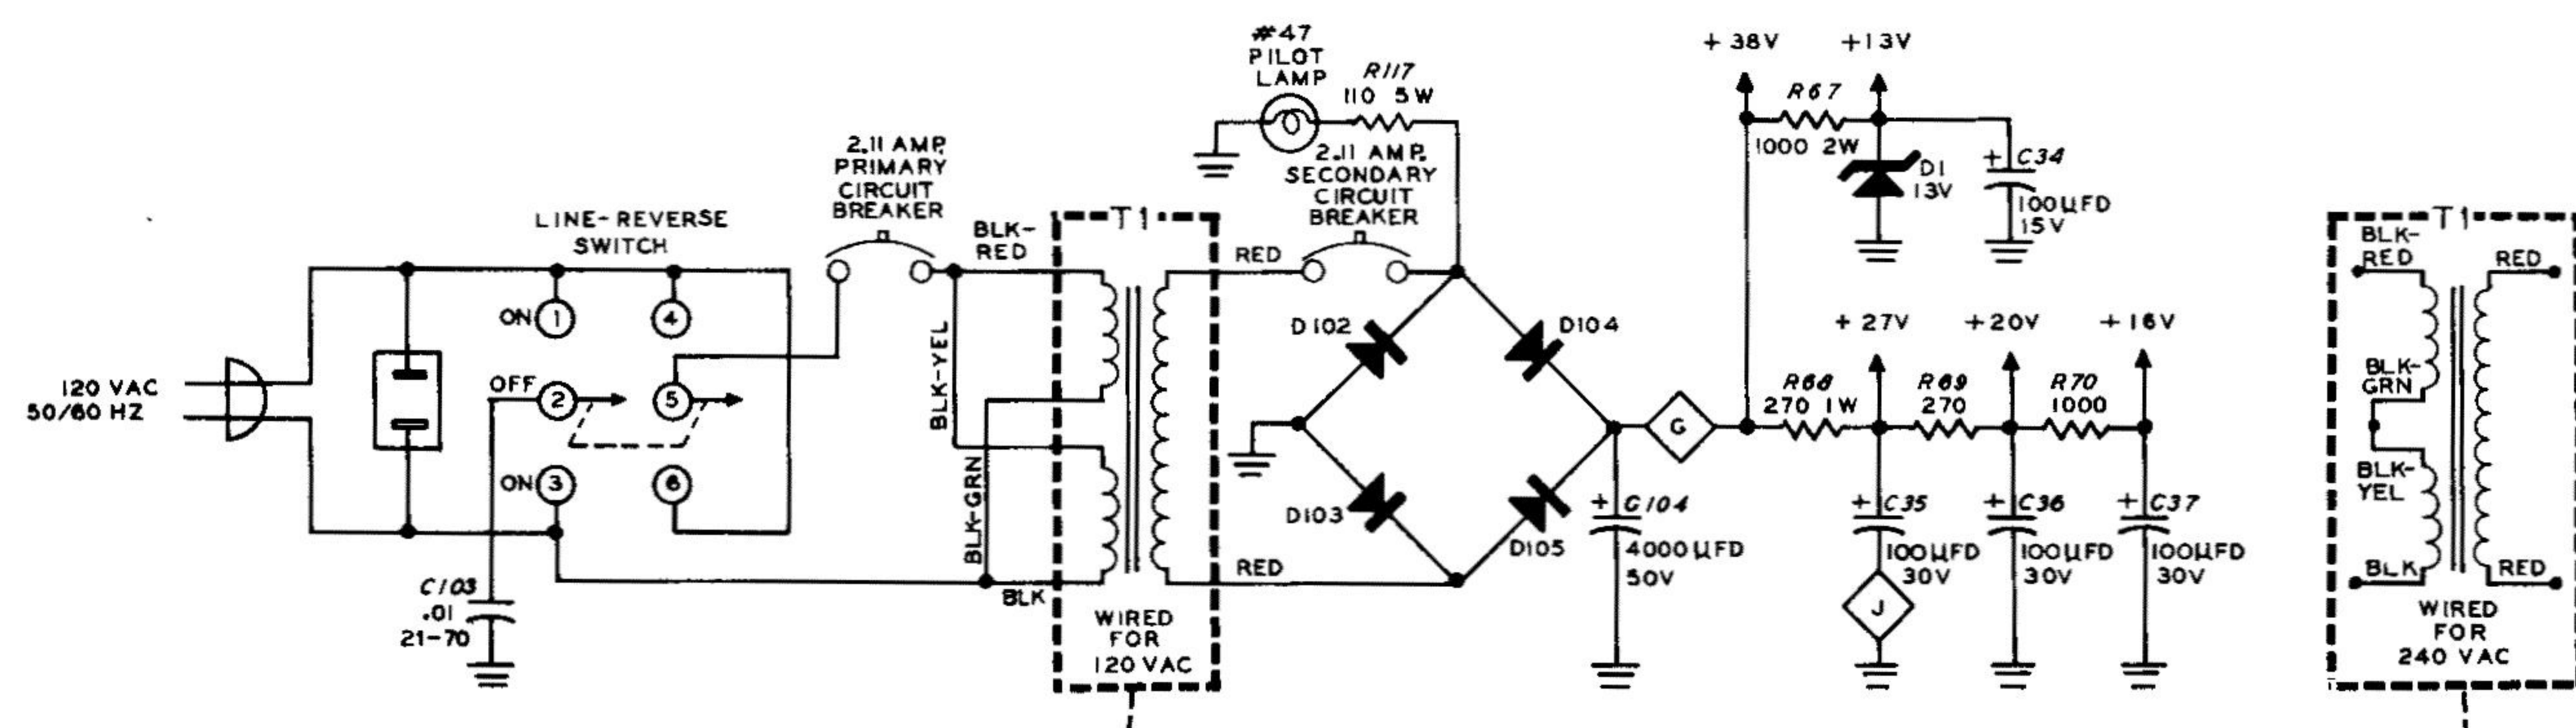 120 VAC
50/60 HZ
LINE-REVERSE
SWITCH
ON 1
4
OFF 2
5
ON 3
6
C103
.01
21-70
2.11 AMP.
PRIMARY
CIRCUIT
BREAKER
BLK-
RED
BLK-YEL
BLK-GRN
BLK
T1
WIRED
FOR
120 VAC
#47
PILOT
LAMP
R117
110 5W
2.11 AMP.
SECONDARY
CIRCUIT
BREAKER
RED
RED
D102
D104
D103
D105
+ C104
4000µFD
50V
G
+38V
+13V
R67
1000 2W
D1
13V
+ C34
100µFD
15V
+27V
+20V
+16V
R68
270 1W
R69
270
R70
1000
+ C35
100µFD
30V
J
+ C36
100µFD
30V
+ C37
100µFD
30V
T1
BLK-
RED
RED
BLK-
GRN
BLK-
YEL
BLK
RED
WIRED
FOR
240 VAC